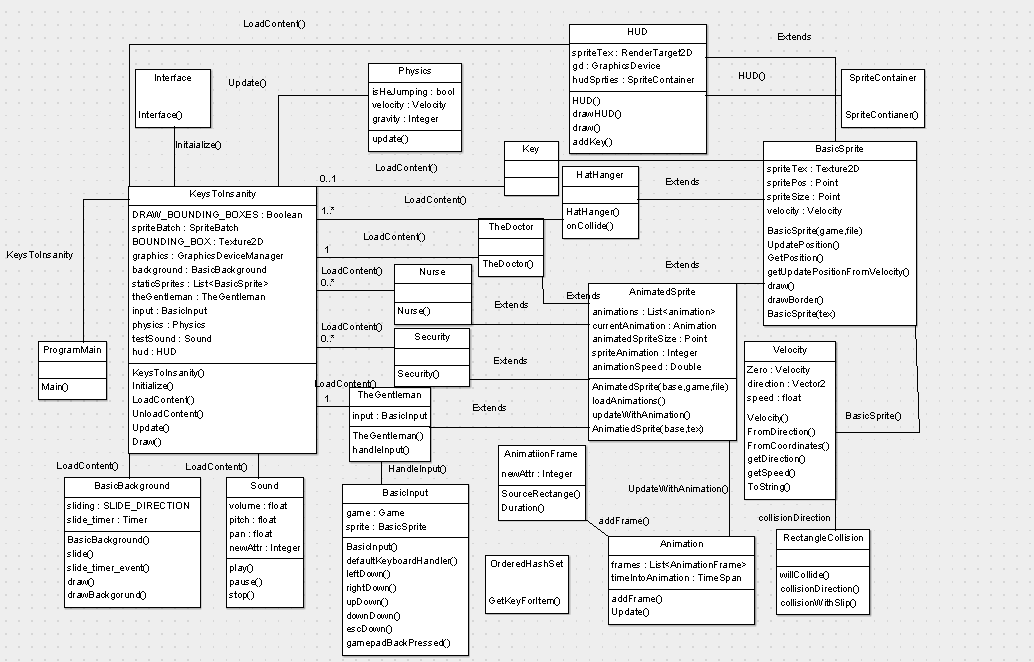 LoadContent()
HUD
spriteTex : RenderTarget2D
gd : GraphicsDevice
hudSprties : SpriteContainer
HUD()
drawHUD()
draw()
addKey()
Extends
HUD()
SpriteContainer
SpriteContianer()
Interface
Interface()
Update()
Physics
isHeJumping : bool
velocity : Velocity
gravity : Integer
update()
Initaialize()
Key
LoadContent()
0..1
BasicSprite
spriteTex : Texture2D
spritePos : Point
spriteSize : Point
velocity : Velocity
BasicSprite(game,file)
UpdatePosition()
GetPosition()
getUpdatePositionFromVelocity()
draw()
drawBorder()
BasicSprite(tex)
HatHanger
HatHanger()
onCollide()
Extends
LoadContent()
1..*
KeysToInsanity
DRAW_BOUNDING_BOXES : Boolean
spriteBatch : SpriteBatch
BOUNDING_BOX : Texture2D
graphics : GraphicsDeviceManager
background : BasicBackground
staticSprites : List<BasicSprite>
theGentleman : TheGentleman
input : BasicInput
physics : Physics
testSound : Sound
hud : HUD
KeysToInsanity()
Initialize()
LoadContent()
UnloadContent()
Update()
Draw()
KeysToInsanity
TheDoctor
TheDoctor()
LoadContent()
1
Extends
Extends
LoadContent()
0..*
Nurse
Nurse()
Extends
AnimatedSprite
animations : List<animation>
currentAnimation : Animation
animatedSpriteSize : Point
spriteAnimation : Integer
animationSpeed : Double
AnimatedSprite(base,game,file)
loadAnimations()
updateWithAnimation()
AnimatiedSprite(base,tex)
LoadContent()
0..*
Security
Security()
Extends
ProgramMain
Main()
Velocity
Zero : Velocity
direction : Vector2
speed : float
Velocity()
FromDirection()
FromCoordinates()
getDirection()
getSpeed()
ToString()
BasicSprite()
LoadContent()
1
TheGentleman
input : BasicInput
TheGentleman()
handleInput()
Extends
LoadContent()
LoadContent()
HandleInput()
AnimatiionFrame
newAttr : Integer
SourceRectange()
Duration()
UpdateWithAnimation()
BasicBackground
sliding : SLIDE_DIRECTION
slide_timer : Timer
BasicBackground()
slide()
slide_timer_event()
draw()
drawBackgorund()
Sound
volume : float
pitch : float
pan : float
newAttr : Integer
play()
pause()
stop()
BasicInput
game : Game
sprite : BasicSprite
BasicInput()
defaultKeyboardHandler()
leftDown()
rightDown()
upDown()
downDown()
escDown()
gamepadBackPressed()
addFrame()
collisionDirection
OrderedHashSet
GetKeyForItem()
Animation
frames : List<AnimationFrame>
timeIntoAnimation : TimeSpan
addFrame()
Update()
RectangleCollision
willCollide()
collisionDirection()
collisionWithSlip()